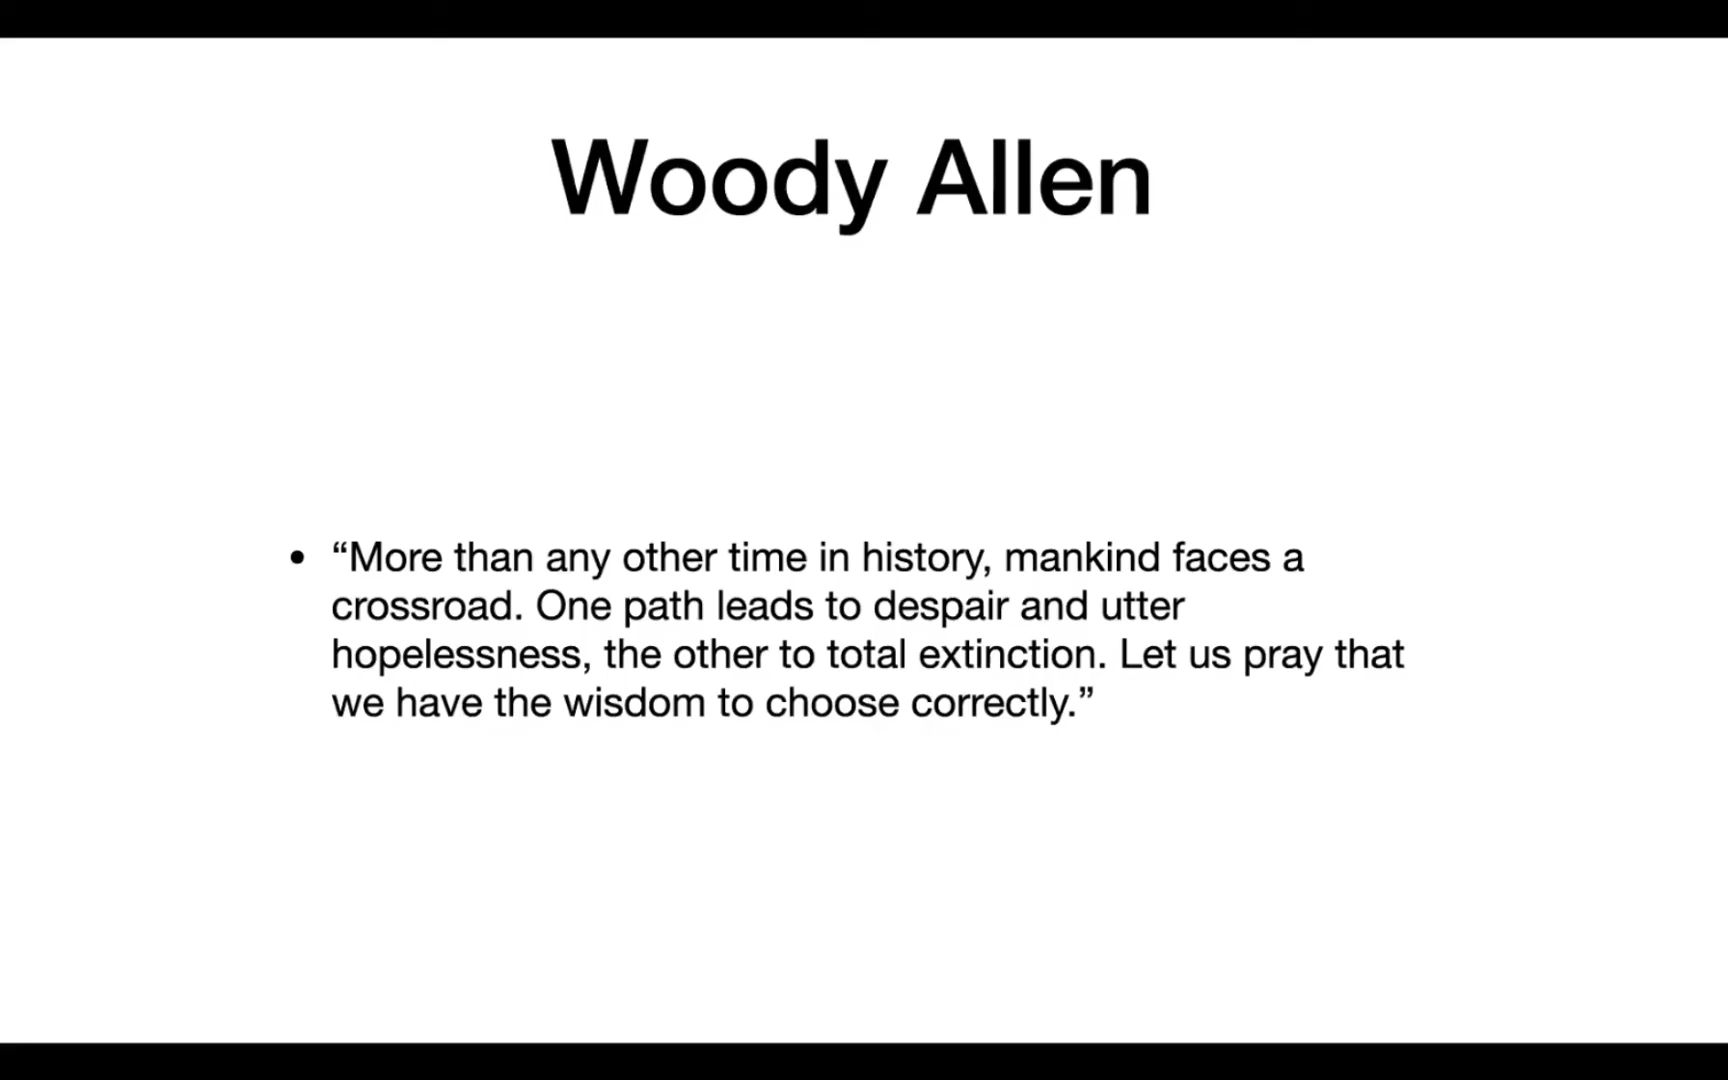 Woody Allen
• “More than any other time in history, mankind faces a
crossroad. One path leads to despair and utter
hopelessness, the other to total extinction. Let us pray that
we have the wisdom to choose correctly.”